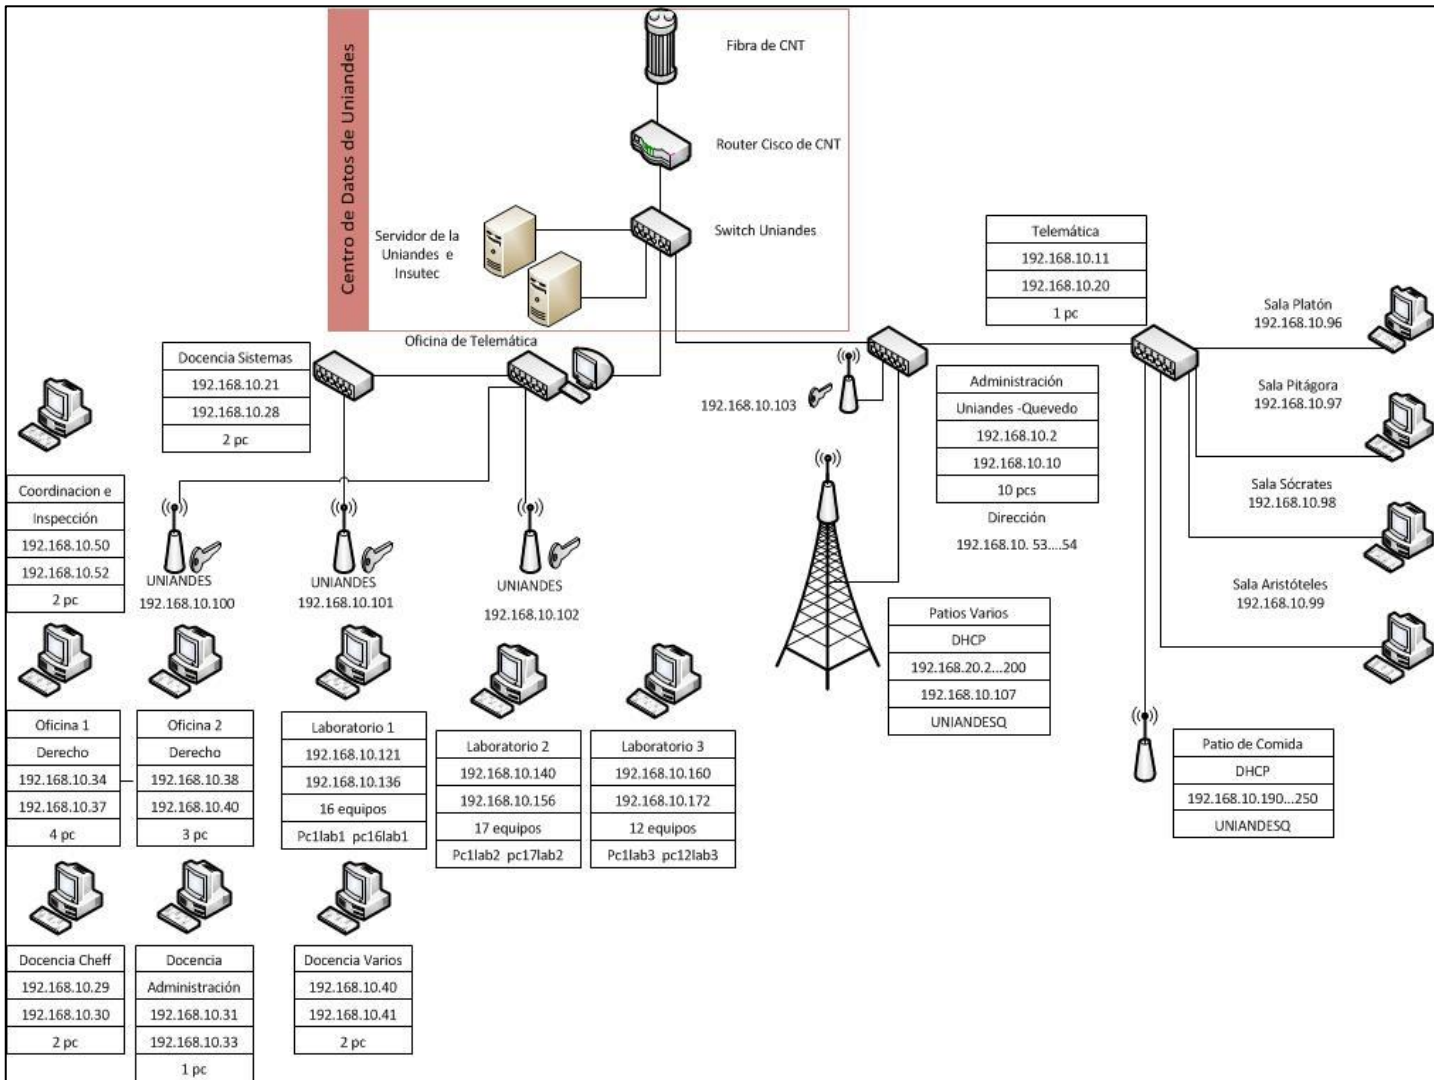 Centro de Datos de Uniandes
Fibra de CNT
Router Cisco de CNT
Switch Uniandes
Servidor de la
Uniandes e
Insutec
Oficina de Telemática
Telemática
192.168.10.11
192.168.10.20
1 pc
Sala Platón
192.168.10.96
Sala Pitágora
192.168.10.97
Sala Sócrates
192.168.10.98
Sala Aristóteles
192.168.10.99
Docencia Sistemas
192.168.10.21
192.168.10.28
2 pc
192.168.10.103
Administración
Uniandes -Quevedo
192.168.10.2
192.168.10.10
10 pcs
Dirección
192.168.10. 53....54
Coordinacion e
Inspección
192.168.10.50
192.168.10.52
2 pc
UNIANDES
192.168.10.100
UNIANDES
192.168.10.101
UNIANDES
192.168.10.102
Patios Varios
DHCP
192.168.20.2...200
192.168.10.107
UNIANDESQ
Patio de Comida
DHCP
192.168.10.190...250
UNIANDESQ
Oficina 1
Derecho
192.168.10.34
192.168.10.37
4 pc
Oficina 2
Derecho
192.168.10.38
192.168.10.40
3 pc
Laboratorio 1
192.168.10.121
192.168.10.136
16 equipos
Pc1lab1 pc16lab1
Laboratorio 2
192.168.10.140
192.168.10.156
17 equipos
Pc1lab2 pc17lab2
Laboratorio 3
192.168.10.160
192.168.10.172
12 equipos
Pc1lab3 pc12lab3
Docencia Cheff
192.168.10.29
192.168.10.30
2 pc
Docencia
Administración
192.168.10.31
192.168.10.33
1 pc
Docencia Varios
192.168.10.40
192.168.10.41
2 pc